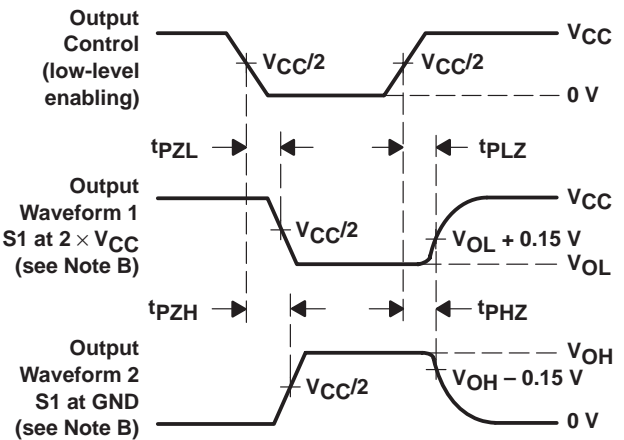 Output
Control
(low-level
enabling)
VCC
VCC/2
VCC/2
0 V
tPZL
tPLZ
Output
Waveform 1
S1 at 2 × VCC
(see Note B)
VCC
VCC/2
VOL + 0.15 V
VOL
tPZH
tPHZ
Output
Waveform 2
S1 at GND
(see Note B)
VOH
VCC/2
VOH – 0.15 V
0 V